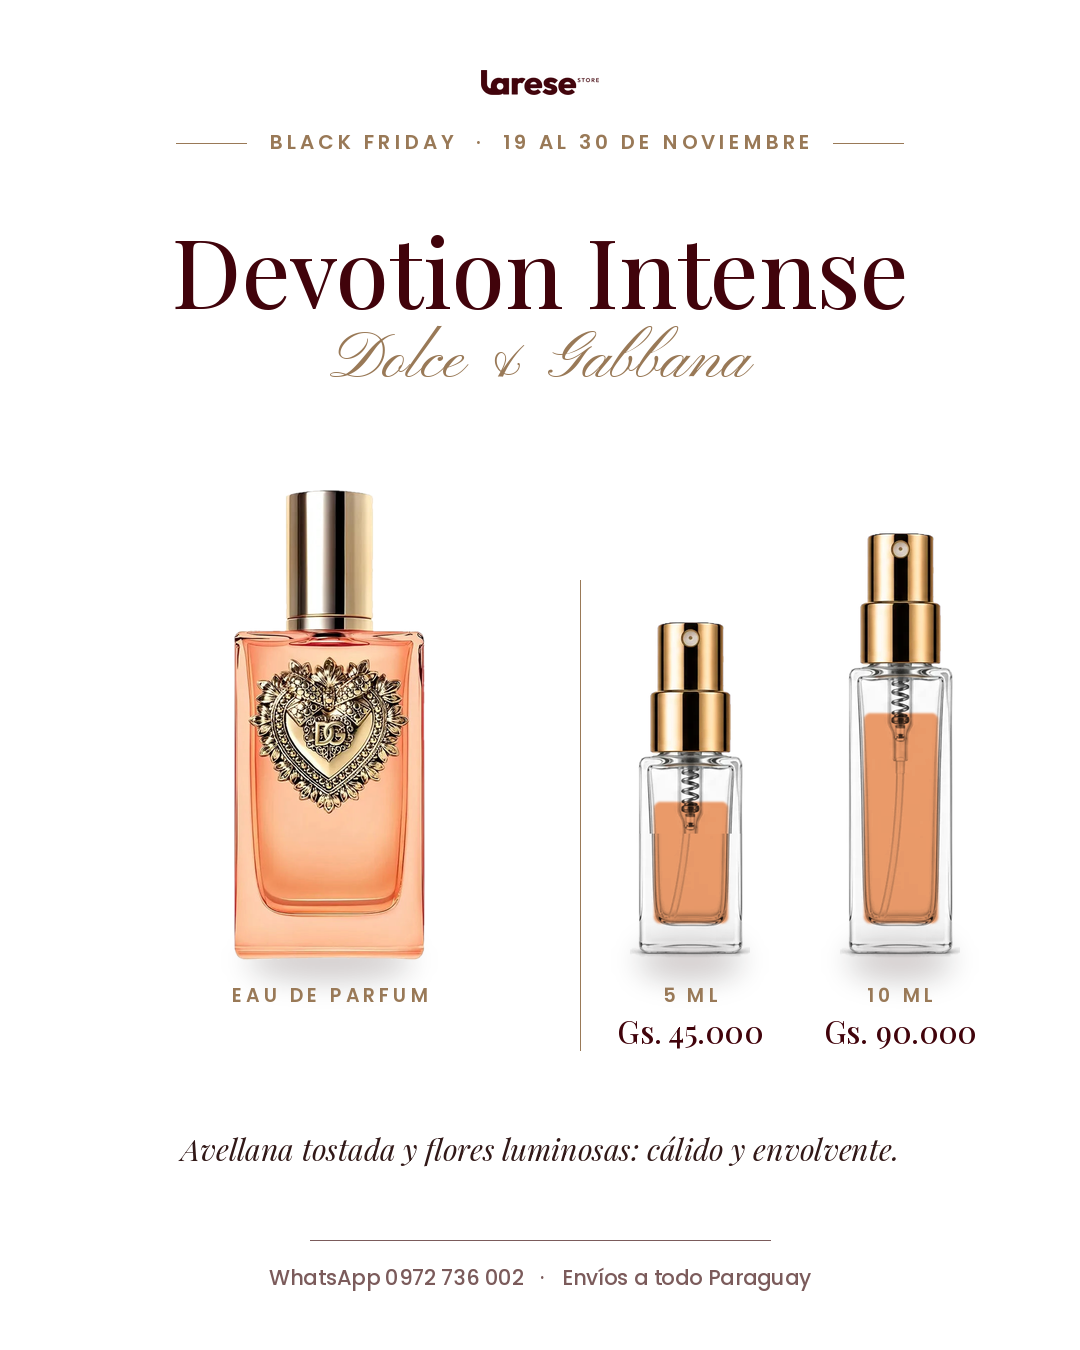 larese STORE
BLACK FRIDAY · 19 AL 30 DE NOVIEMBRE
Devotion Intense
Dolce & Gabbana
DG
EAU DE PARFUM
5 ML
Gs. 45.000
10 ML
Gs. 90.000
Avellana tostada y flores luminosas: cálido y envolvente.
WhatsApp 0972 736 002 · Envíos a todo Paraguay